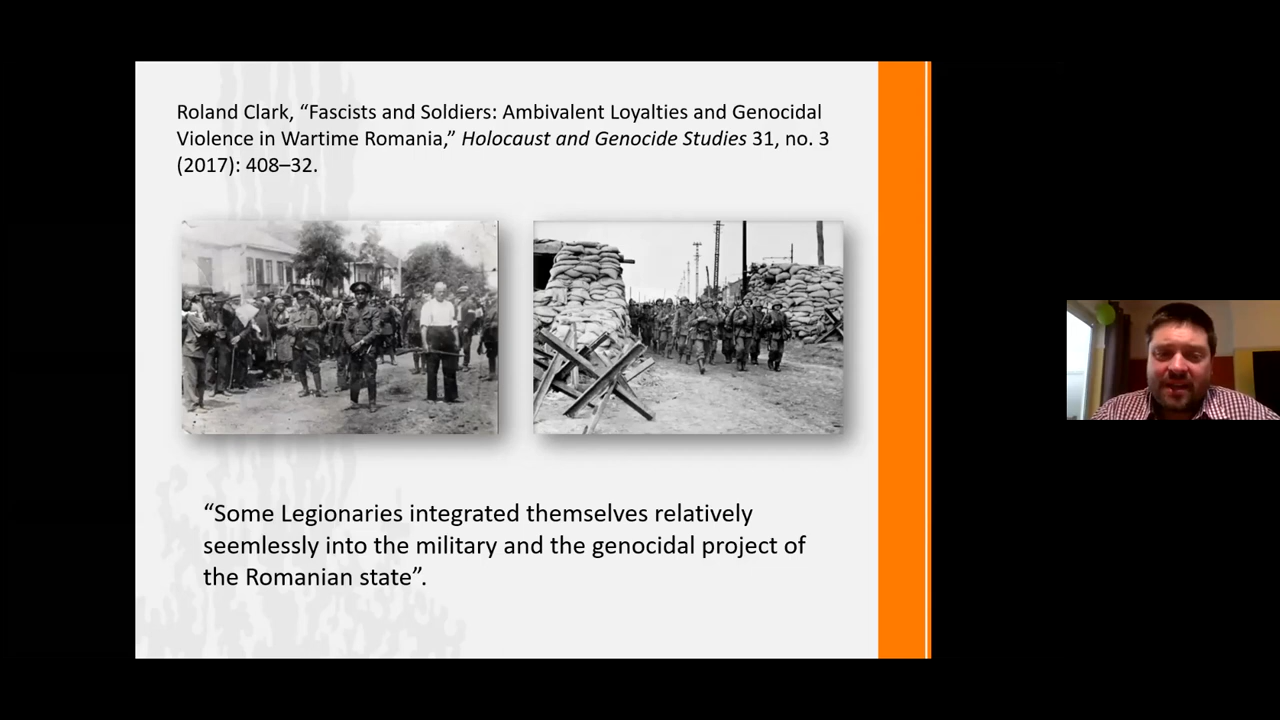 Roland Clark, “Fascists and Soldiers: Ambivalent Loyalties and Genocidal
Violence in Wartime Romania,” Holocaust and Genocide Studies 31, no. 3
(2017): 408–32.
“Some Legionaries integrated themselves relatively
seemlessly into the military and the genocidal project of
the Romanian state”.